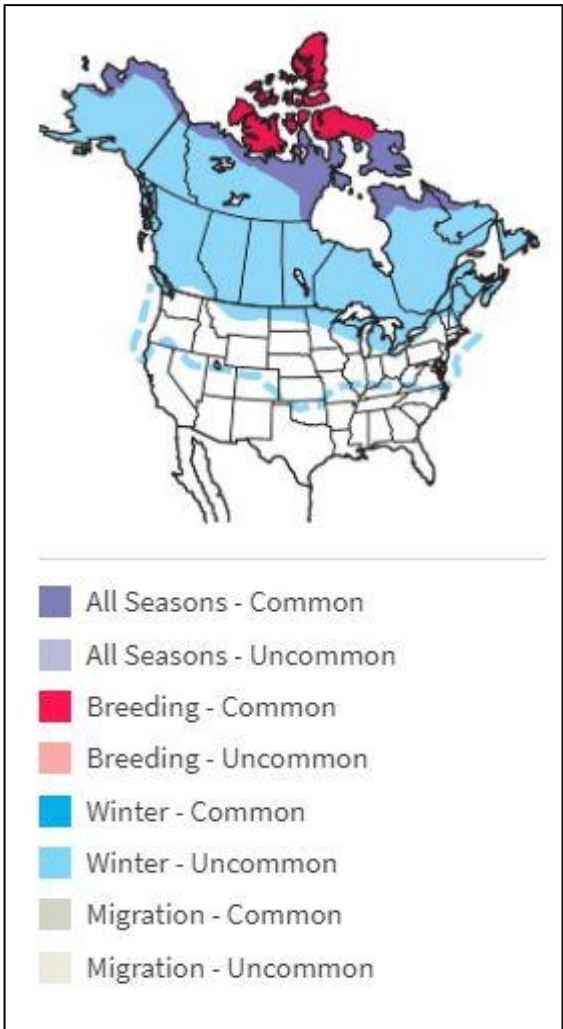 All Seasons - Common
All Seasons - Uncommon
Breeding - Common
Breeding - Uncommon
Winter - Common
Winter - Uncommon
Migration - Common
Migration - Uncommon